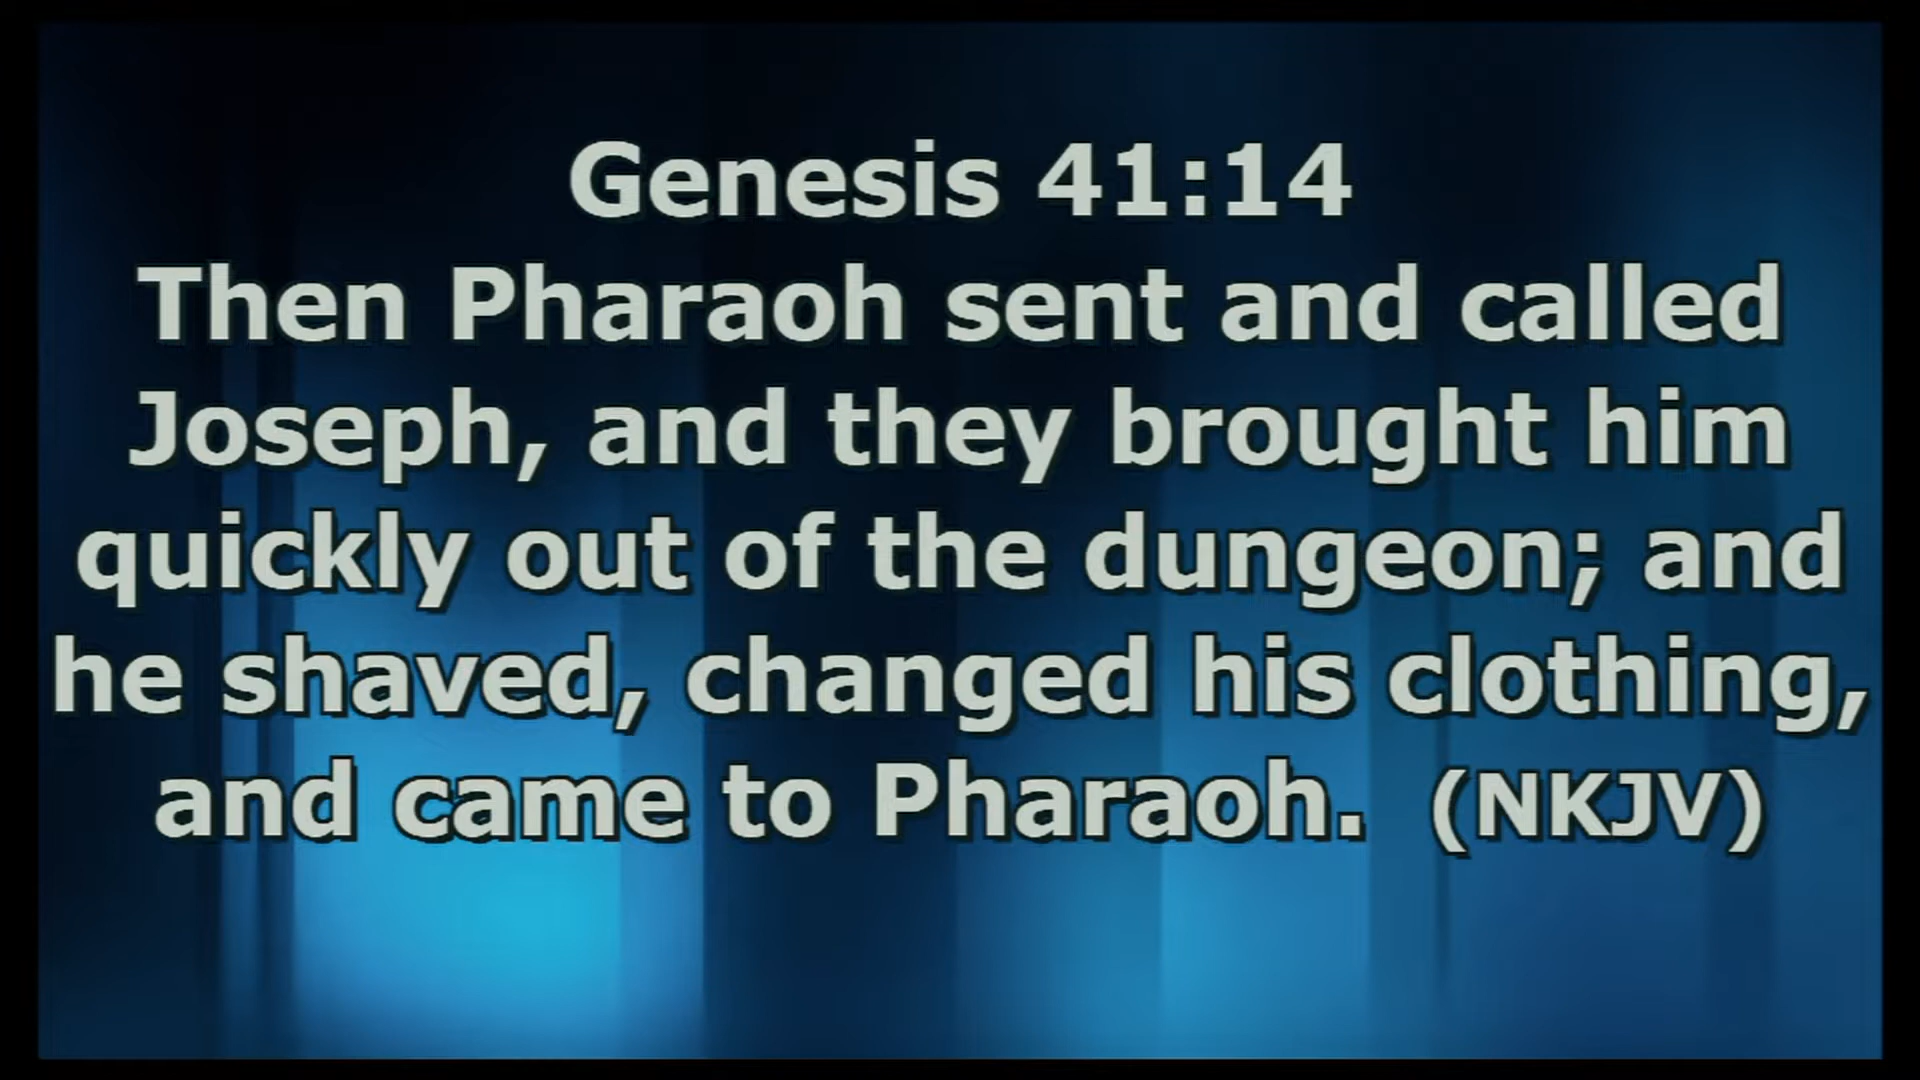 Genesis 41:14
Then Pharaoh sent and called
Joseph, and they brought him
quickly out of the dungeon; and
he shaved, changed his clothing,
and came to Pharaoh.  (NKJV)